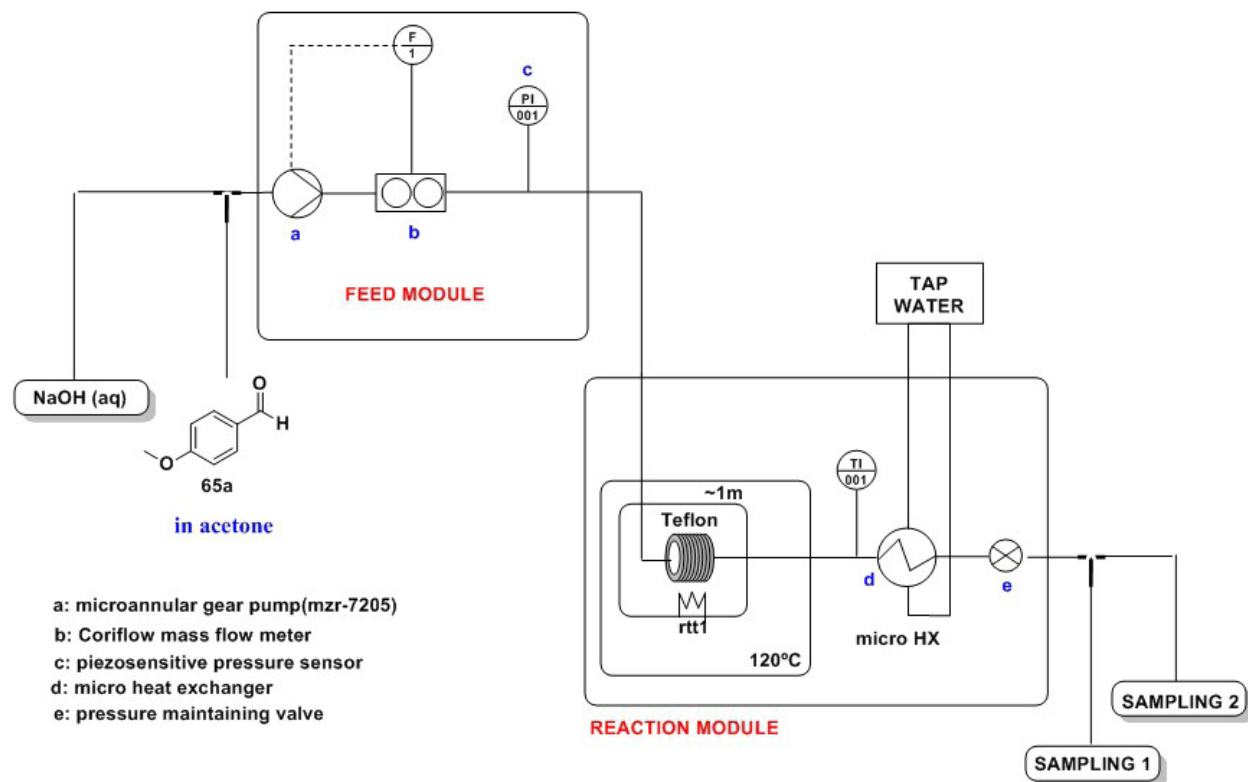 F
1
c
PI
001
a
b
FEED MODULE
TAP
WATER
NaOH (aq)
O
H
O
65a
in acetone
TI
001
~1m
Teflon
d
e
rtt1
micro HX
120ºC
a: microannular gear pump(mzr-7205)
b: Coriflow mass flow meter
c: piezosensitive pressure sensor
d: micro heat exchanger
e: pressure maintaining valve
SAMPLING 2
REACTION MODULE
SAMPLING 1